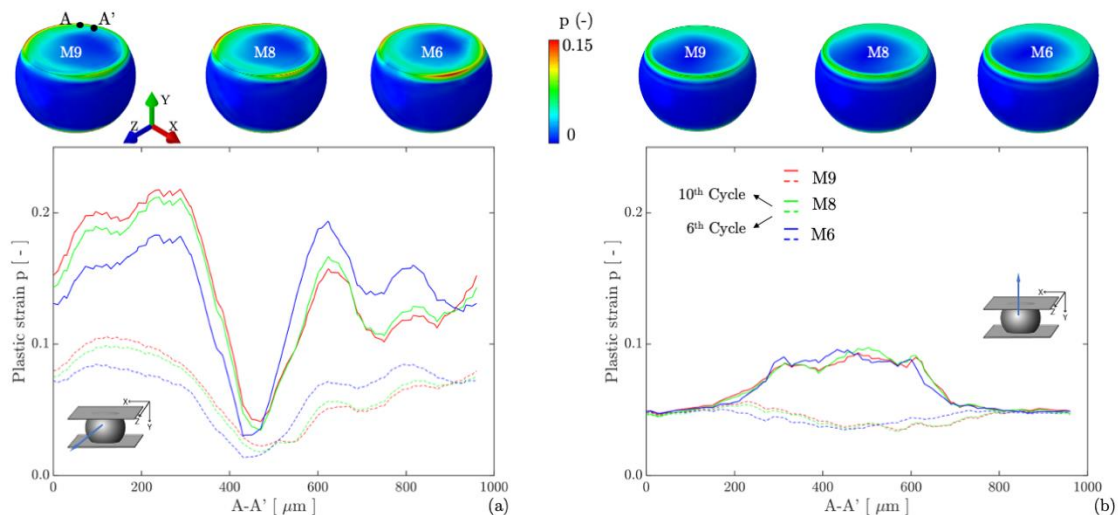 A A'
M9 M8 M6
p (-)
0.15
0
Y
Z X
M9 M8 M6
Plastic strain p [ - ]
0.2
0.1
0.0
X
Z
Y
0 200 400 600 800 1000
A-A' [ μm ]
(a)
Plastic strain p [ - ]
0.2
0.1
0.0
10th Cycle
6th Cycle
M9
M8
M6
X
Z
Y
0 200 400 600 800 1000
A-A' [ μm ]
(b)